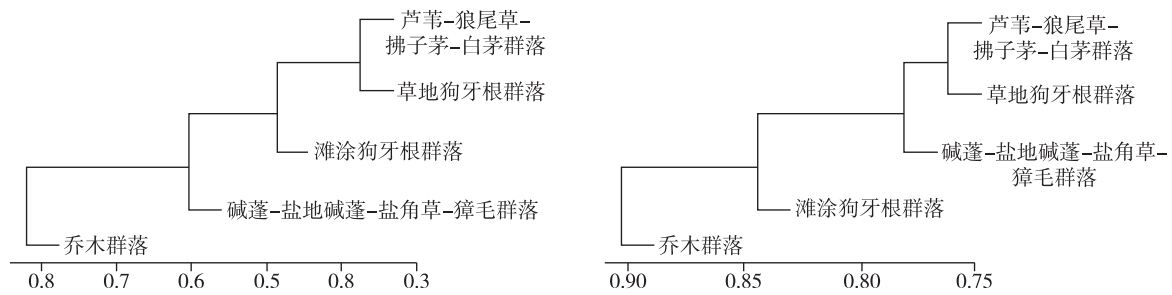 芦苇–狼尾草–
拂子茅–白茅群落
草地狗牙根群落
滩涂狗牙根群落
碱蓬–盐地碱蓬–盐角草–獐毛群落
乔木群落
0.8 0.7 0.6 0.5 0.8 0.3
芦苇–狼尾草–
拂子茅–白茅群落
草地狗牙根群落
碱蓬–盐地碱蓬–盐角草–
獐毛群落
滩涂狗牙根群落
乔木群落
0.90 0.85 0.80 0.75